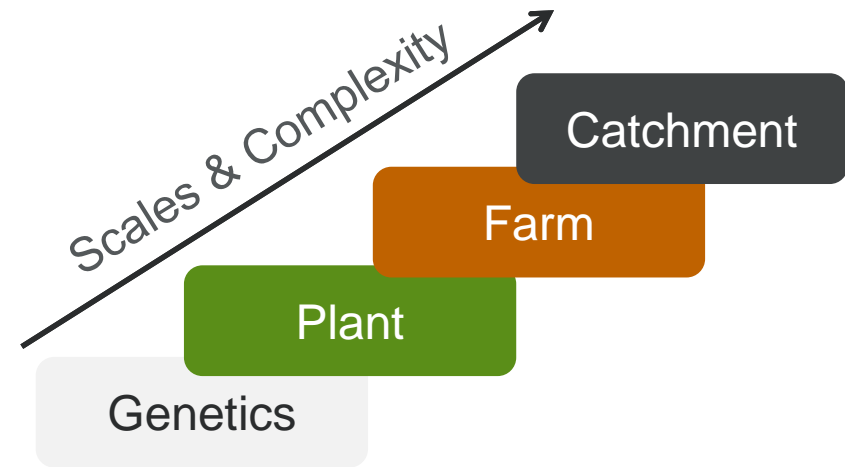 Scales & Complexity
Catchment
Farm
Plant
Genetics